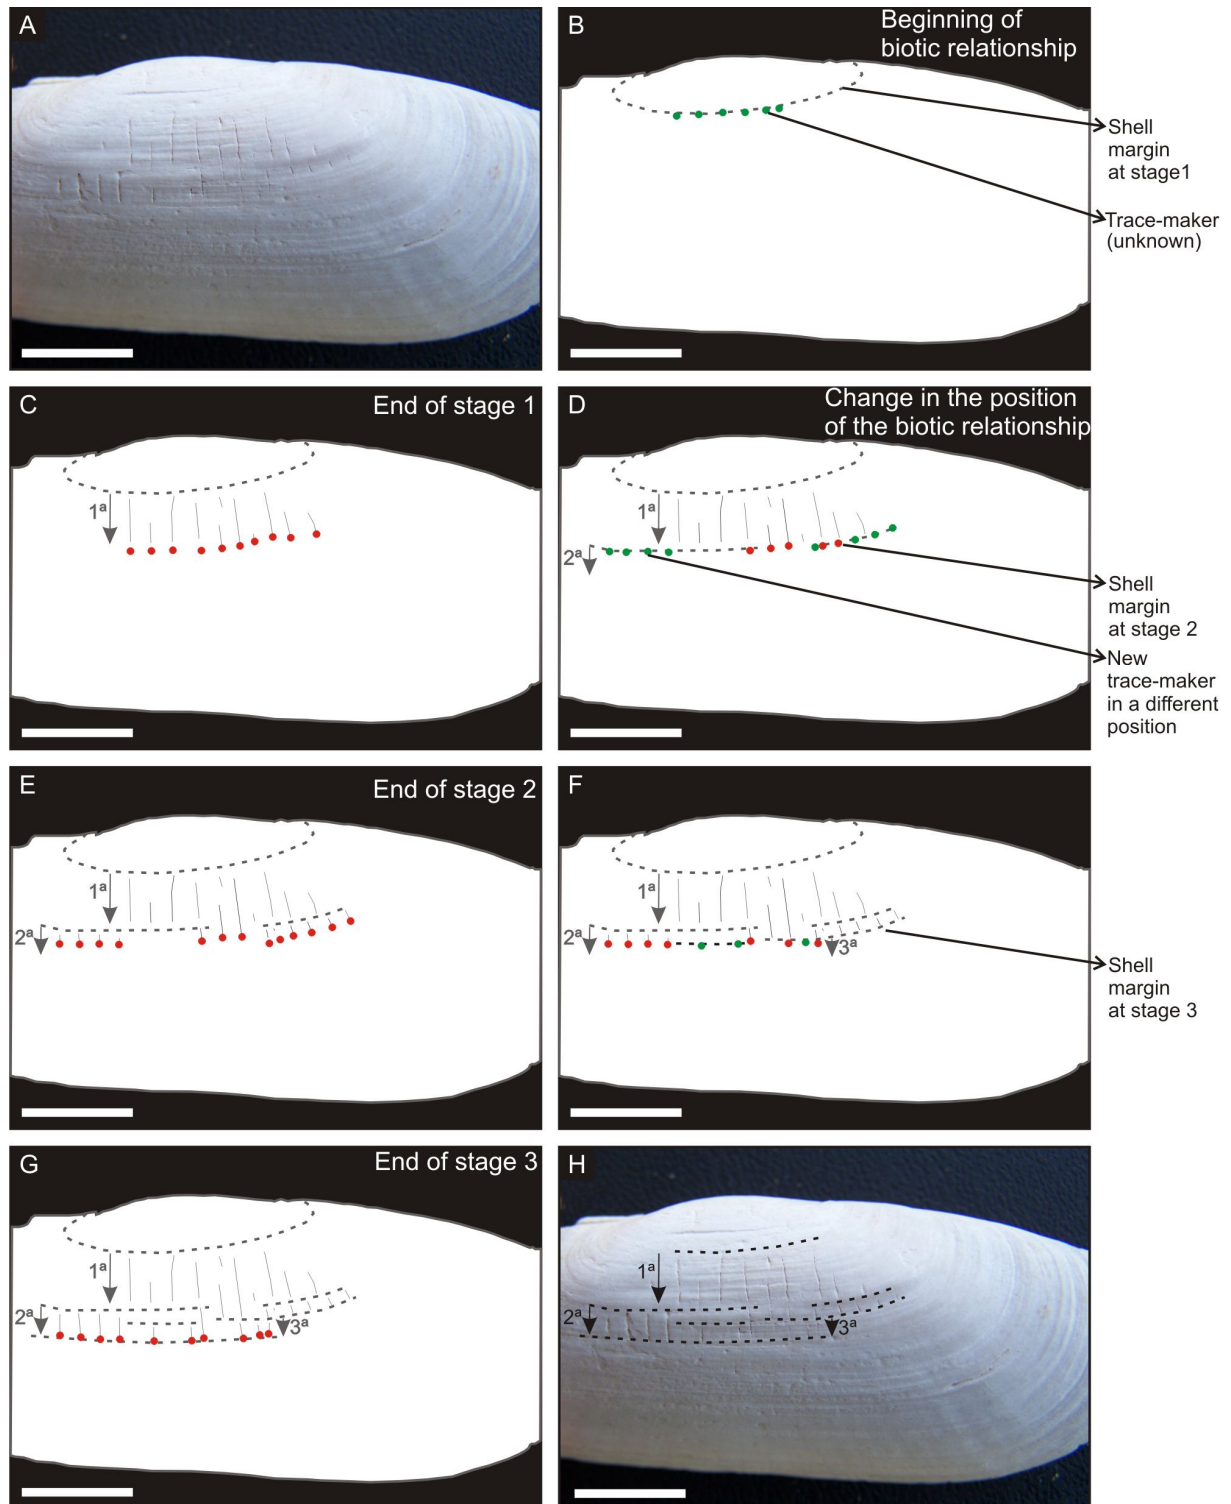 A
B
Beginning of
biotic relationship
Shell
margin
at stage1
Trace-maker
(unknown)
C
End of stage 1
1a
D
Change in the position
of the biotic relationship
1a
2a
Shell
margin
at stage 2
New
trace-maker
in a different
position
E
End of stage 2
1a
2a
F
1a
2a
3a
Shell
margin
at stage 3
G
End of stage 3
1a
2a
3a
H
1a
2a
3a